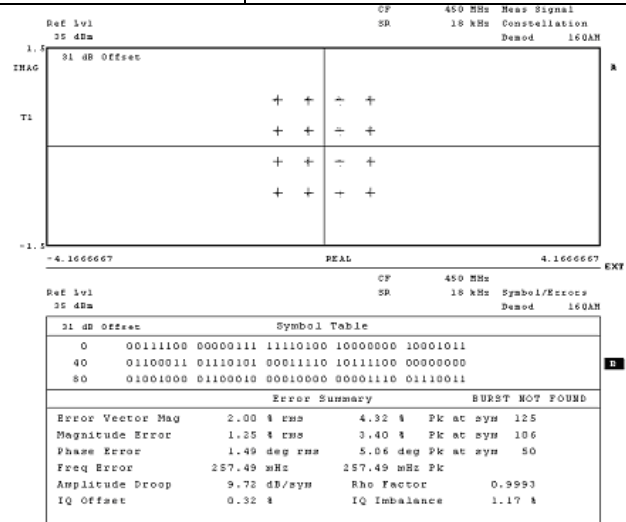 CF 450 MHz Meas Signal
Ref Lvl SR 18 kHz Constellation
35 dBm Demod 16QAM
1.5
IMAG
31 dB Offset
A
T1
-1.5
-4.1666667 REAL 4.1666667
EXT
CF 450 MHz
Ref Lvl SR 18 kHz Symbol/Errors
35 dBm Demod 16QAM
31 dB Offset Symbol Table
0 00111100 00000111 11110100 10000000 10001011
40 01100011 01110101 00011110 10111100 00000000
80 01001000 01100010 00010000 00001110 01110011
B
Error Summary BURST NOT FOUND
Error Vector Mag 2.00 % rms 4.32 % Pk at sym 125
Magnitude Error 1.25 % rms 3.40 % Pk at sym 106
Phase Error 1.49 deg rms 5.06 deg Pk at sym 50
Freq Error 257.49 mHz 257.49 mHz Pk
Amplitude Droop 9.72 dB/sym Rho Factor 0.9993
IQ Offset 0.32 % IQ Imbalance 1.17 %